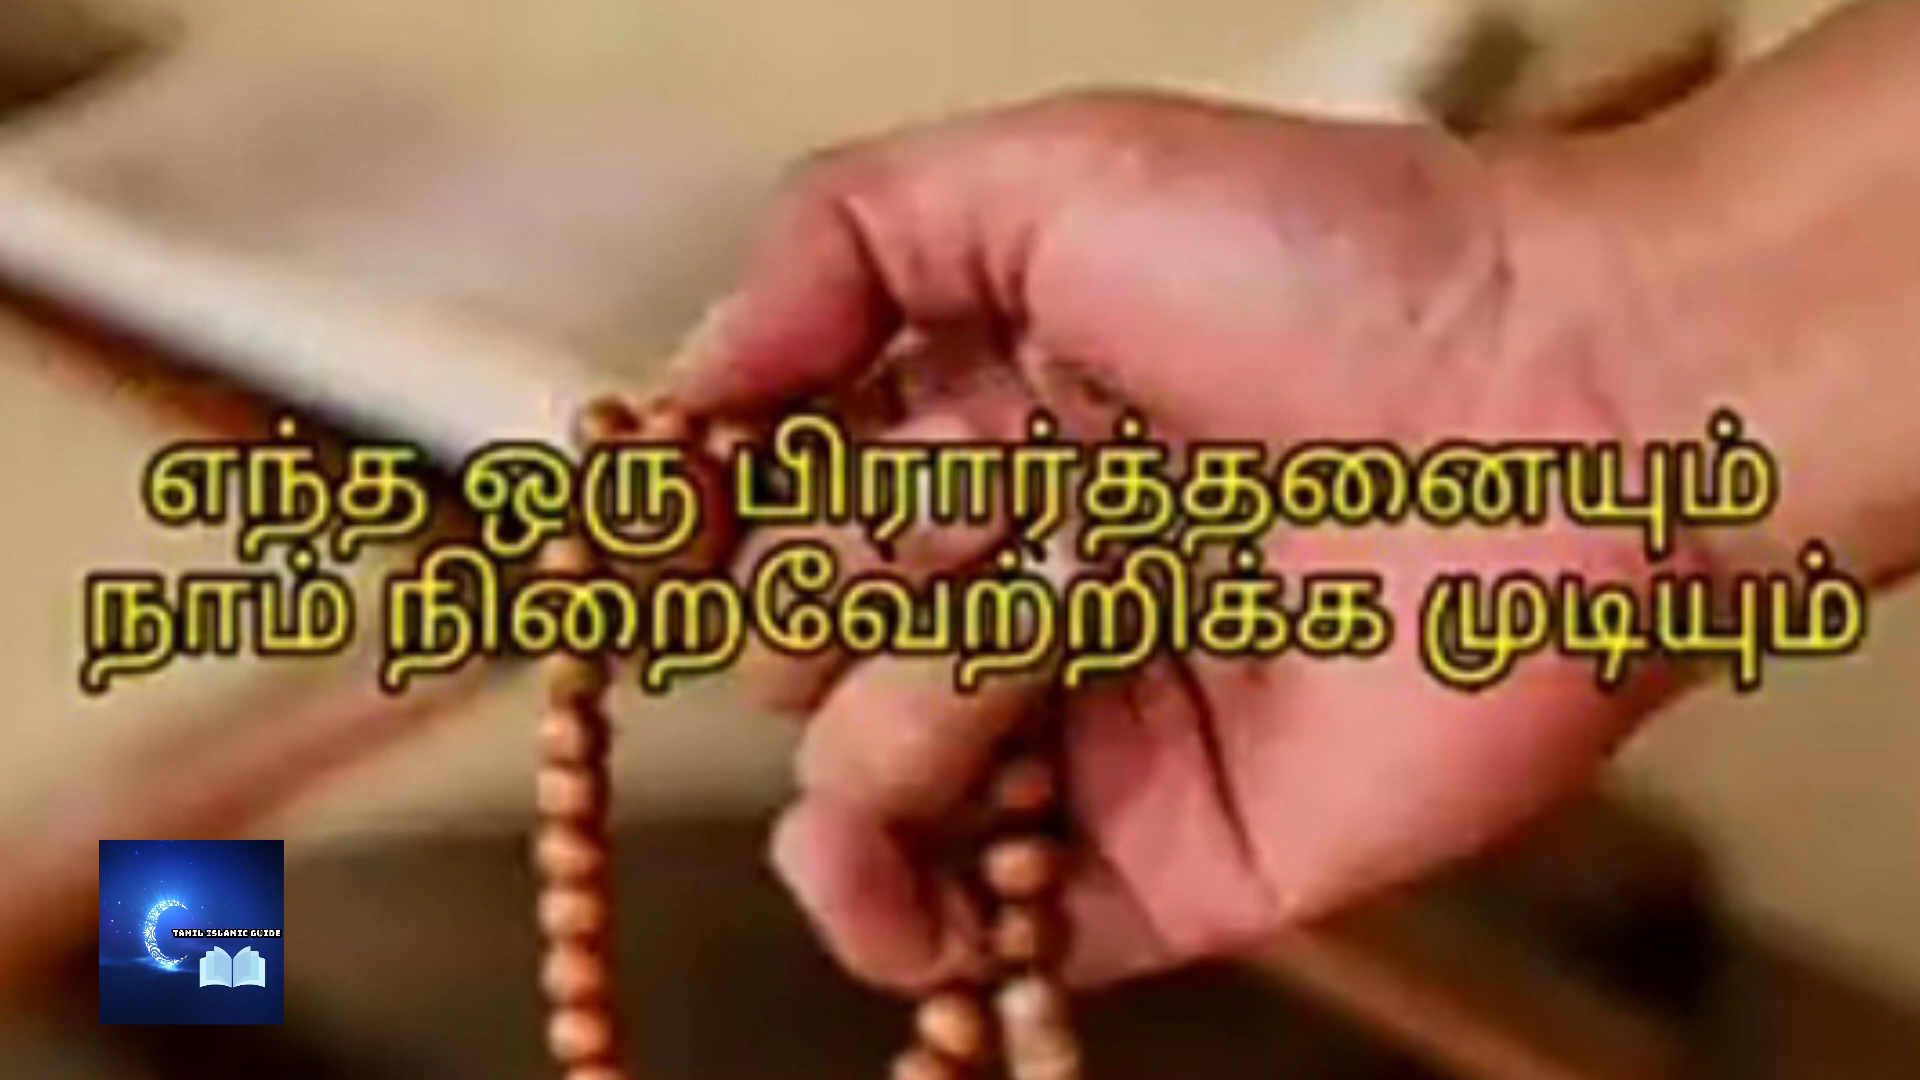 எந்த ஒரு பிரார்த்தனையும்
நாம் நிறைவேற்றிக்க முடியும்
TAMIL ISLAMIC GUIDE